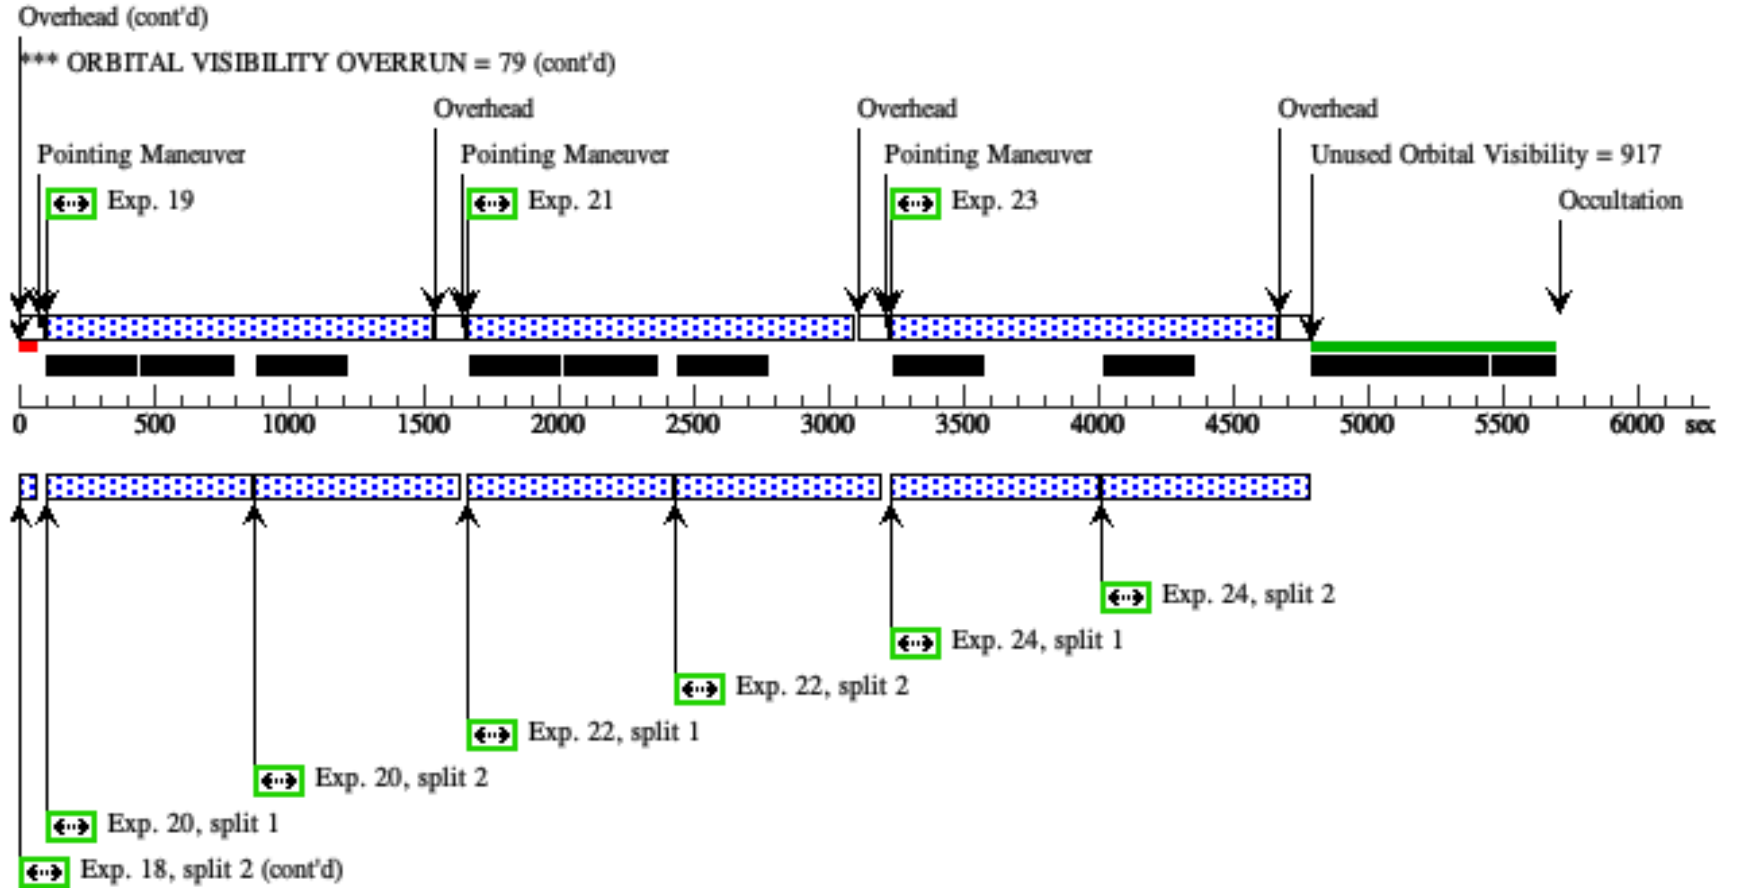 Overhead (cont'd)
*** ORBITAL VISIBILITY OVERRUN = 79 (cont'd)
Overhead
Overhead
Overhead
Pointing Maneuver
Pointing Maneuver
Pointing Maneuver
Unused Orbital Visibility = 917
Exp. 19
Exp. 21
Exp. 23
Occultation
0 500 1000 1500 2000 2500 3000 3500 4000 4500 5000 5500 6000 sec
Exp. 24, split 2
Exp. 24, split 1
Exp. 22, split 2
Exp. 22, split 1
Exp. 20, split 2
Exp. 20, split 1
Exp. 18, split 2 (cont'd)